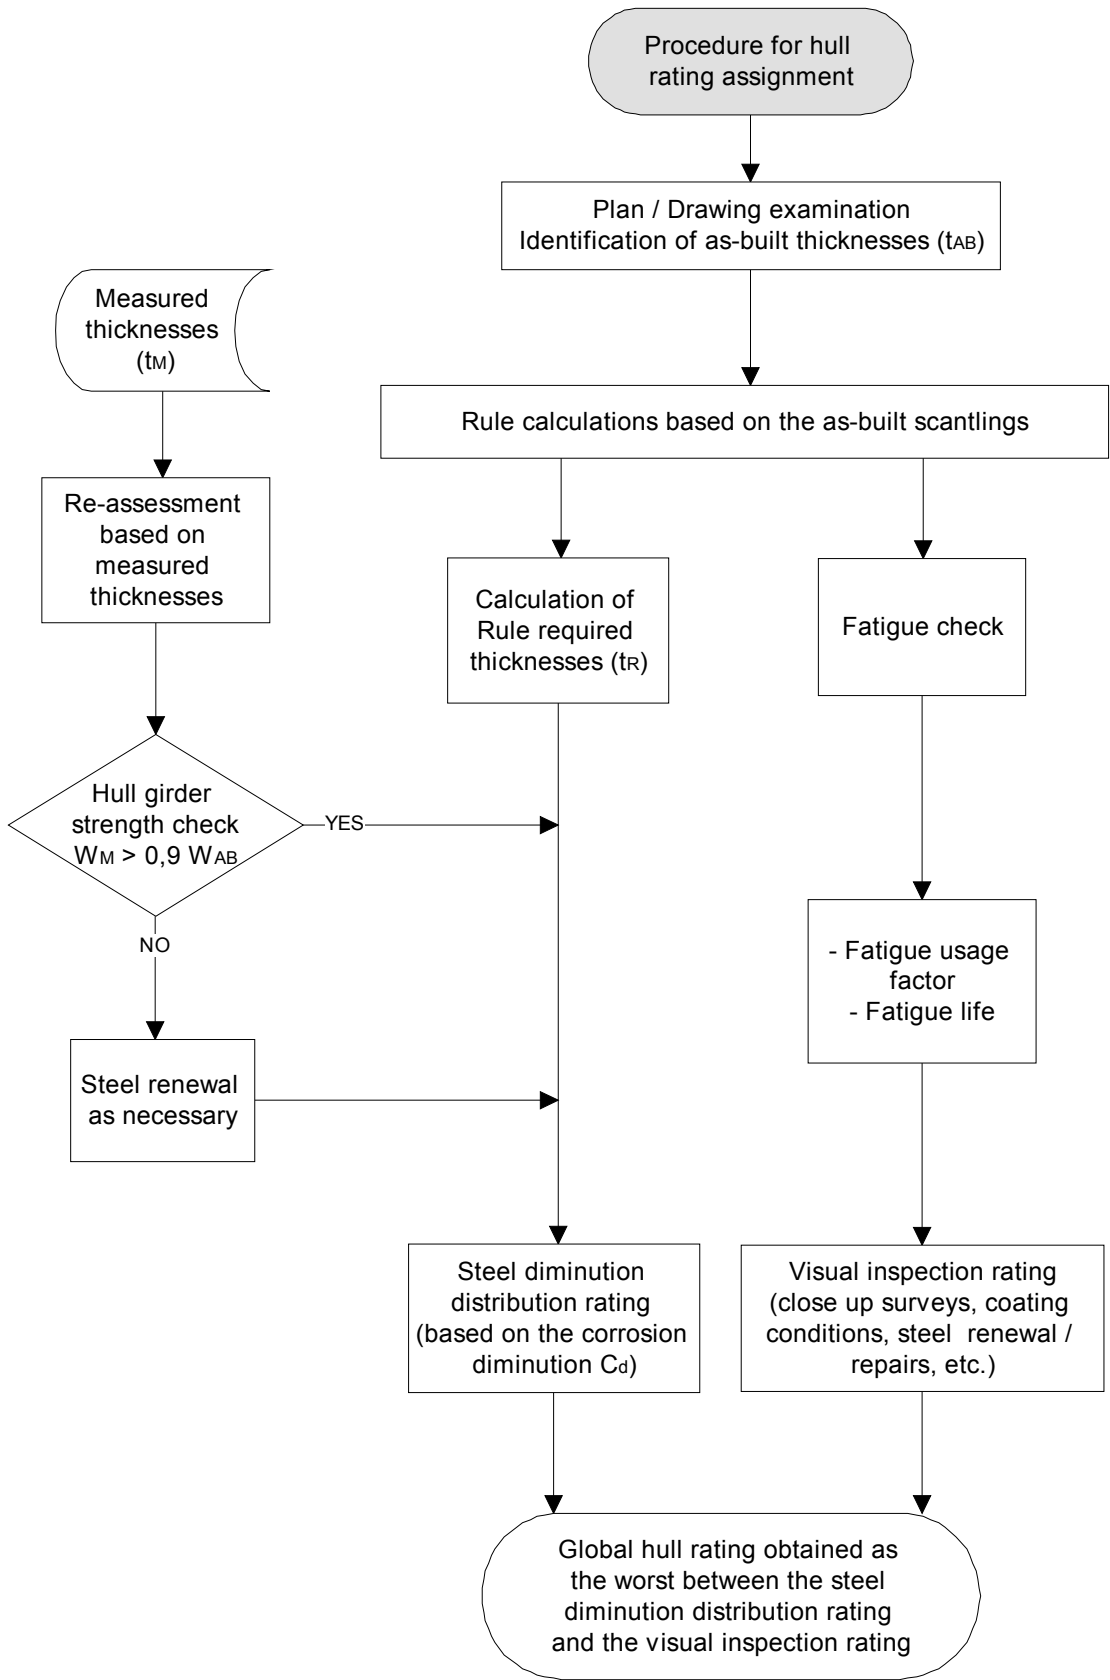 Procedure for hull
rating assignment
Plan / Drawing examination
Identification of as-built thicknesses (tAB)
Measured
thicknesses
(tM)
Rule calculations based on the as-built scantlings
Re-assessment
based on
measured
thicknesses
Calculation of
Rule required
thicknesses (tR)
Fatigue check
Hull girder
strength check
WM > 0,9 WAB
YES
NO
- Fatigue usage
factor
- Fatigue life
Steel renewal
as necessary
Steel diminution
distribution rating
(based on the corrosion
diminution Cd)
Visual inspection rating
(close up surveys, coating
conditions, steel renewal /
repairs, etc.)
Global hull rating obtained as
the worst between the steel
diminution distribution rating
and the visual inspection rating